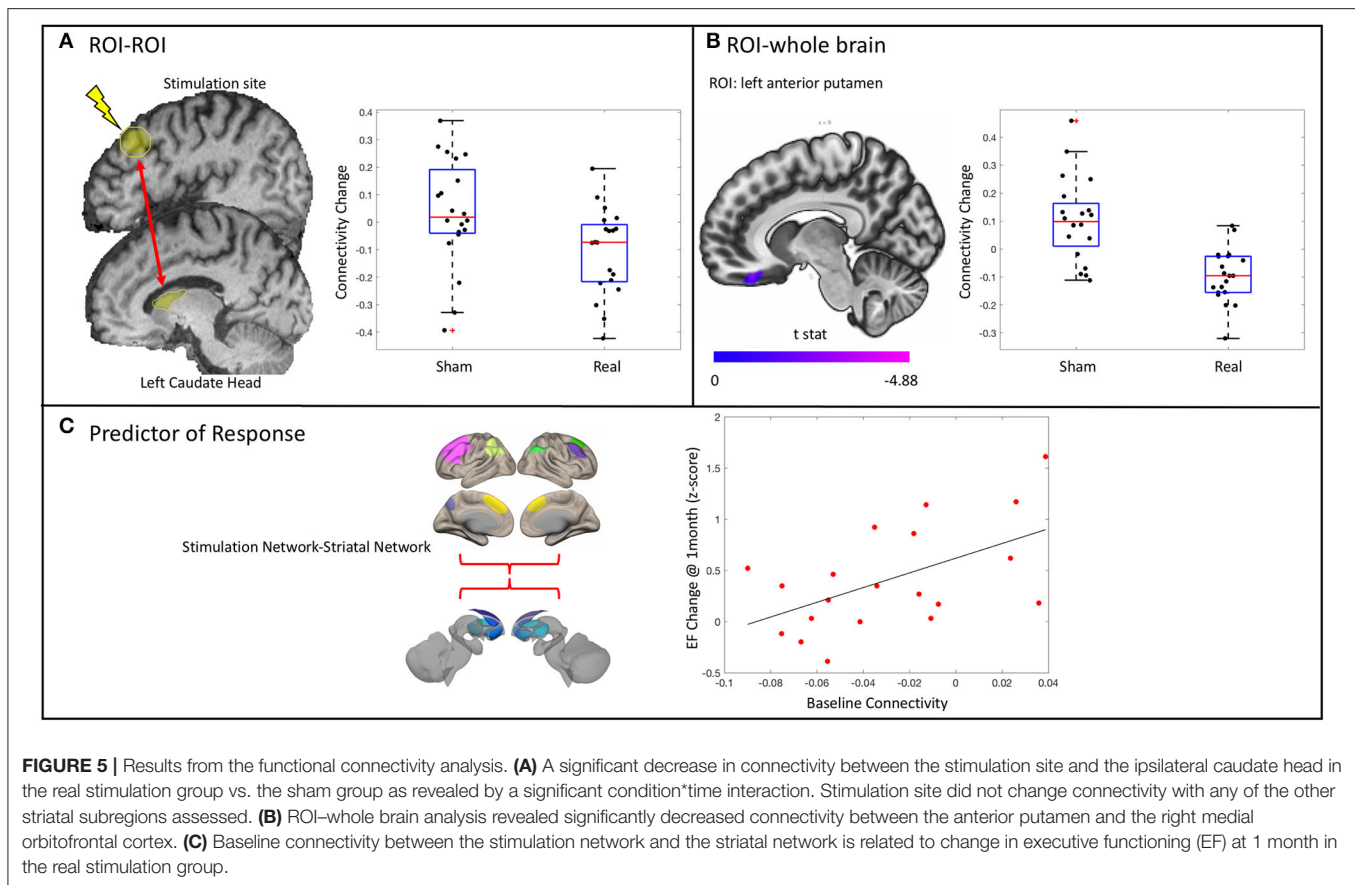 A ROI-ROI
Stimulation site
Left Caudate Head
Connectivity Change
0.4
0.3
0.2
0.1
0
-0.1
-0.2
-0.3
-0.4
Sham Real
B ROI-whole brain
ROI: left anterior putamen
x = 9
t stat
0 -4.88
Connectivity Change
0.4
0.3
0.2
0.1
0
-0.1
-0.2
-0.3
Sham Real
C Predictor of Response
Stimulation Network-Striatal Network
EF Change @ 1month (z-score)
2
1.5
1
0.5
0
-0.5
-0.1 -0.08 -0.06 -0.04 -0.02 0 0.02 0.04
Baseline Connectivity
FIGURE 5 | Results from the functional connectivity analysis. (A) A significant decrease in connectivity between the stimulation site and the ipsilateral caudate head in
the real stimulation group vs. the sham group as revealed by a significant condition*time interaction. Stimulation site did not change connectivity with any of the other
striatal subregions assessed. (B) ROI–whole brain analysis revealed significantly decreased connectivity between the anterior putamen and the right medial
orbitofrontal cortex. (C) Baseline connectivity between the stimulation network and the striatal network is related to change in executive functioning (EF) at 1 month in
the real stimulation group.